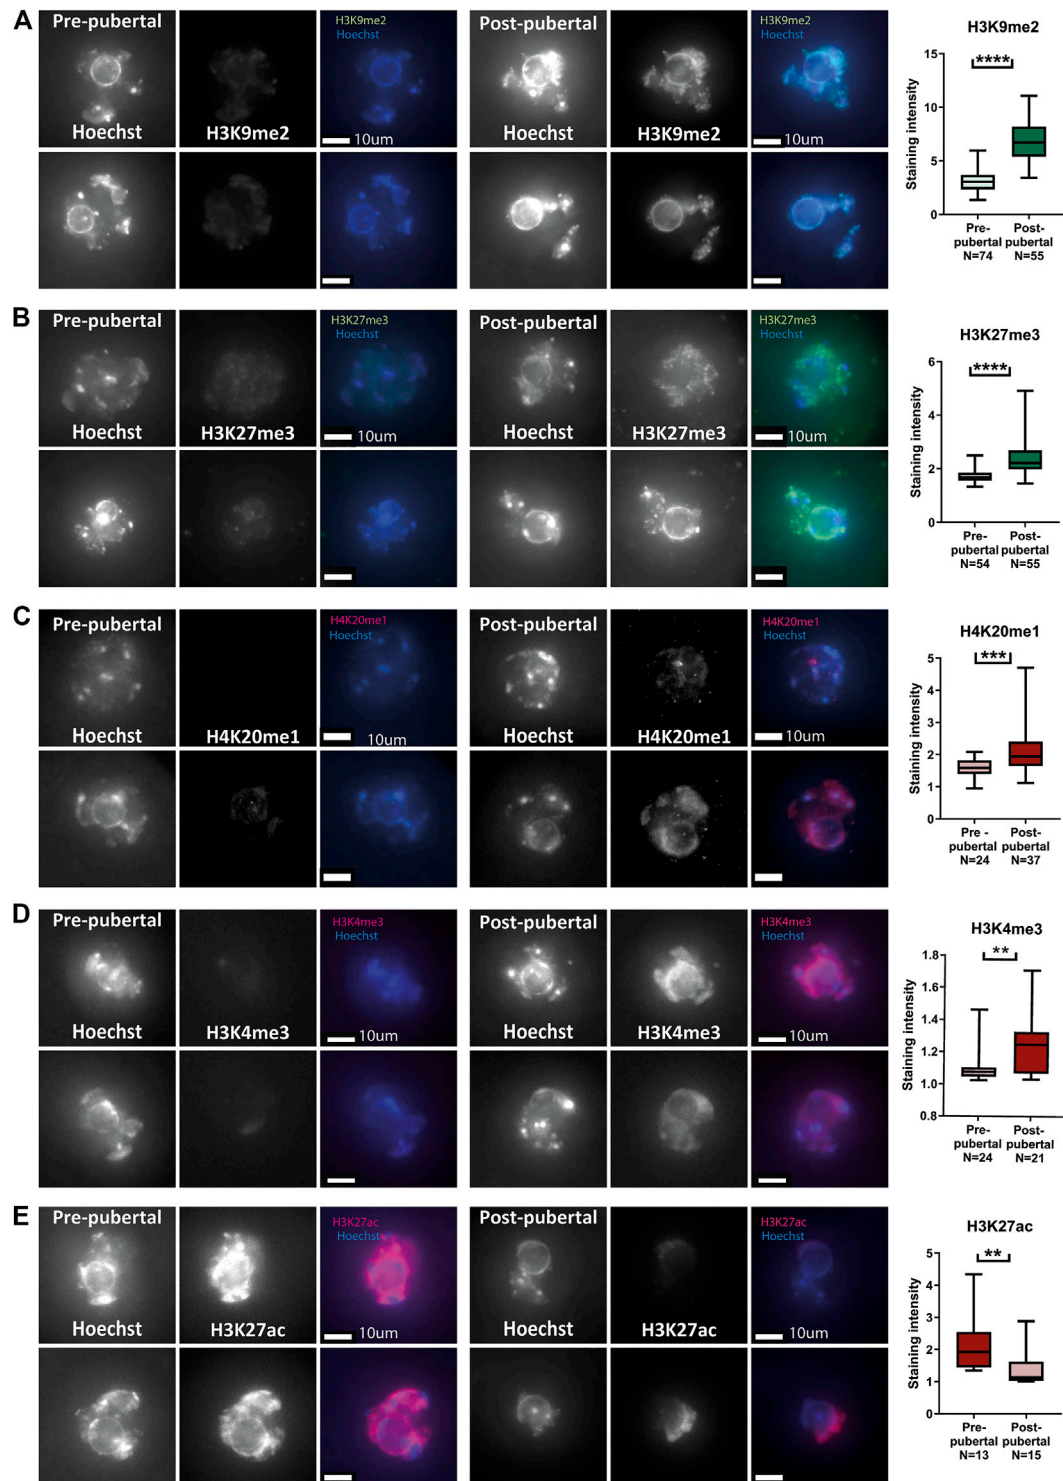 A
Pre-pubertal
Hoechst
H3K9me2
H3K9me2
Hoechst
10um
Post-pubertal
Hoechst
H3K9me2
H3K9me2
Hoechst
10um
H3K9me2
****
Staining intensity
15
10
5
0
Pre-
pubertal
N=74
Post-
pubertal
N=55
B
Pre-pubertal
Hoechst
H3K27me3
H3K27me3
Hoechst
10um
Post-pubertal
Hoechst
H3K27me3
H3K27me3
Hoechst
10um
H3K27me3
****
Staining intensity
6
4
2
0
Pre-
pubertal
N=54
Post-
pubertal
N=55
C
Pre-pubertal
Hoechst
H4K20me1
H4K20me1
Hoechst
10um
Post-pubertal
Hoechst
H4K20me1
H4K20me1
Hoechst
10um
H4K20me1
***
Staining intensity
5
4
3
2
1
0
Pre -
pubertal
N=24
Post-
pubertal
N=37
D
Pre-pubertal
Hoechst
H3K4me3
H3K4me3
Hoechst
10um
Post-pubertal
Hoechst
H3K4me3
H3K4me3
Hoechst
10um
H3K4me3
**
Staining intensity
1.8
1.6
1.4
1.2
1.0
0.8
Pre-
pubertal
N=24
Post-
pubertal
N=21
E
Pre-pubertal
Hoechst
H3K27ac
H3K27ac
Hoechst
10um
Post-pubertal
Hoechst
H3K27ac
H3K27ac
Hoechst
10um
H3K27ac
**
Staining intensity
5
4
3
2
1
0
Pre-
pubertal
N=13
Post-
pubertal
N=15